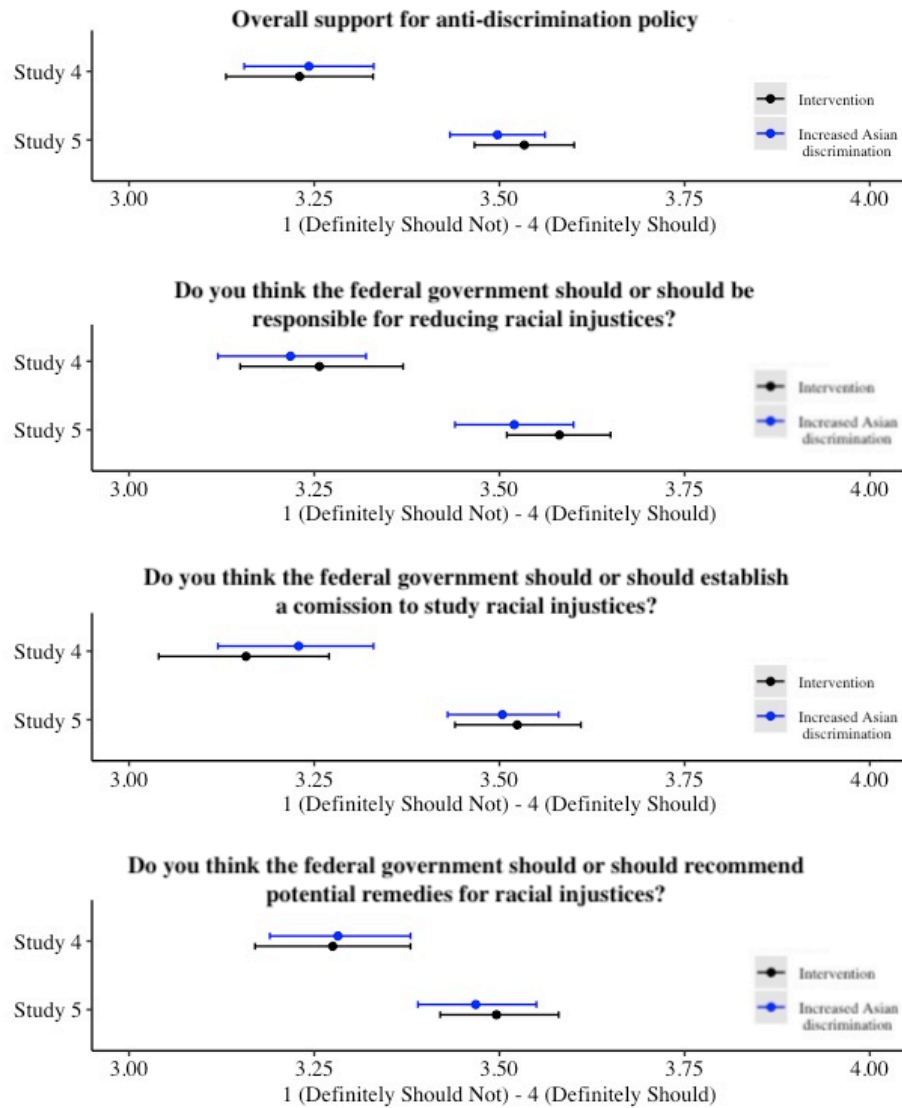 Overall support for anti-discrimination policy
Study 4
Study 5
Intervention
Increased Asian
discrimination
3.00 3.25 3.50 3.75 4.00
1 (Definitely Should Not) - 4 (Definitely Should)
Do you think the federal government should or should be
responsible for reducing racial injustices?
Study 4
Study 5
Intervention
Increased Asian
discrimination
3.00 3.25 3.50 3.75 4.00
1 (Definitely Should Not) - 4 (Definitely Should)
Do you think the federal government should or should establish
a comission to study racial injustices?
Study 4
Study 5
Intervention
Increased Asian
discrimination
3.00 3.25 3.50 3.75 4.00
1 (Definitely Should Not) - 4 (Definitely Should)
Do you think the federal government should or should recommend
potential remedies for racial injustices?
Study 4
Study 5
Intervention
Increased Asian
discrimination
3.00 3.25 3.50 3.75 4.00
1 (Definitely Should Not) - 4 (Definitely Should)